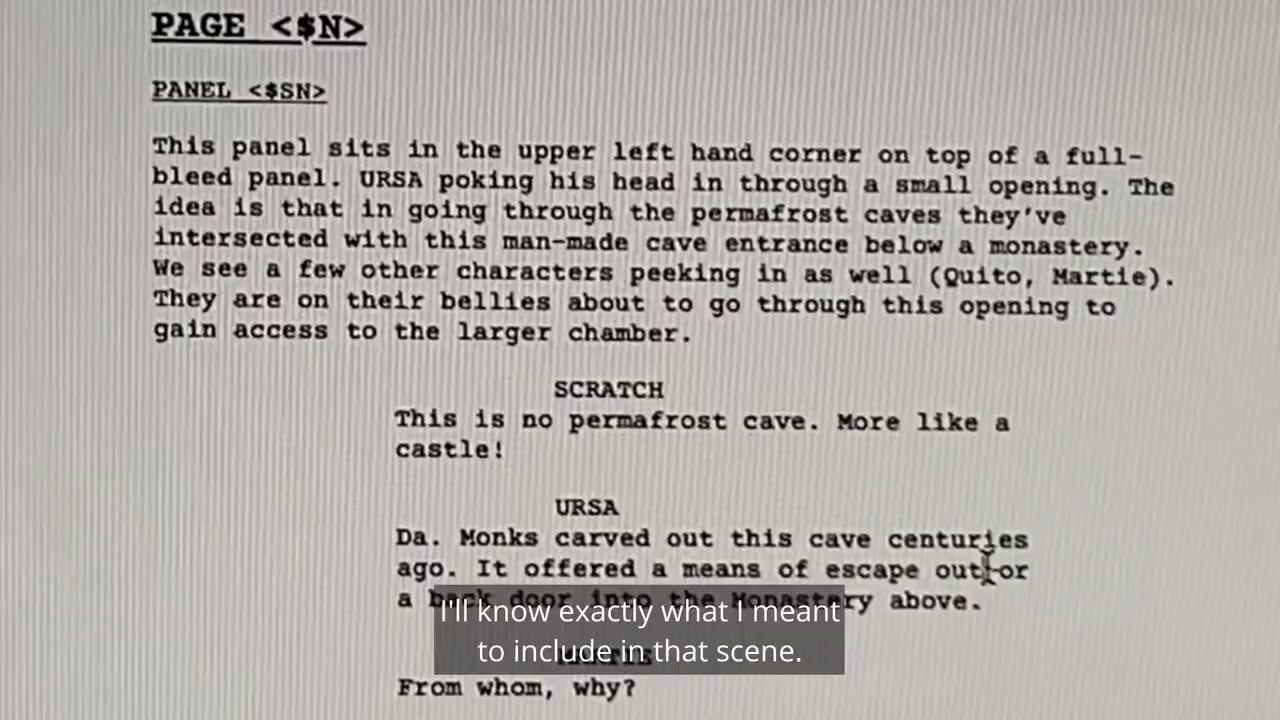 PAGE <$N>
PANEL <$SN>
This panel sits in the upper left hand corner on top of a full-
bleed panel. URSA poking his head in through a small opening. The
idea is that in going through the permafrost caves they've
intersected with this man-made cave entrance below a monastery.
We see a few other characters peeking in as well (Quito, Martie).
They are on their bellies about to go through this opening to
gain access to the larger chamber.
SCRATCH
This is no permafrost cave. More like a
castle!
URSA
Da. Monks carved out this cave centuries
ago. It offered a means of escape out or
a back door into the Monastery above.
I'll know exactly what I meant
to include in that scene.
MARTIE
From whom, why?